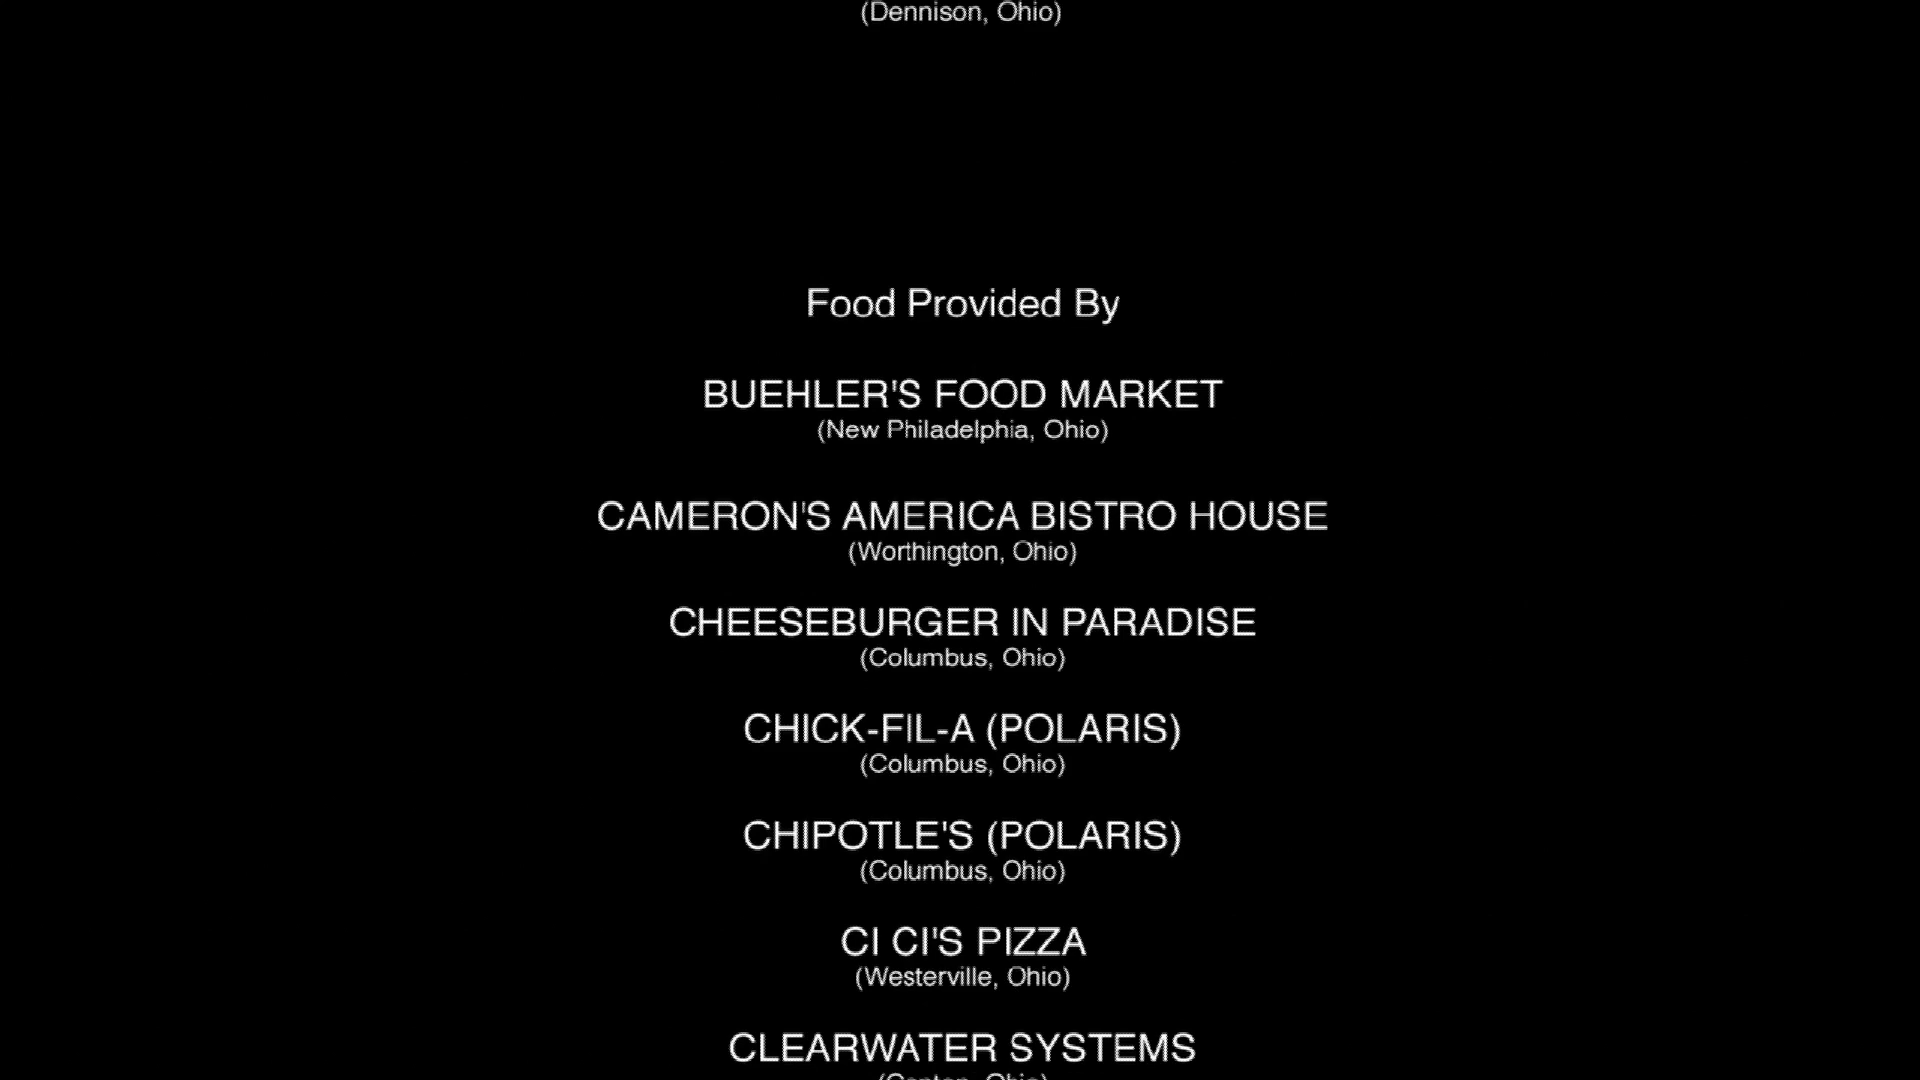 (Dennison, Ohio)
Food Provided By
BUEHLER'S FOOD MARKET
(New Philadelphia, Ohio)
CAMERON'S AMERICA BISTRO HOUSE
(Worthington, Ohio)
CHEESEBURGER IN PARADISE
(Columbus, Ohio)
CHICK-FIL-A (POLARIS)
(Columbus, Ohio)
CHIPOTLE'S (POLARIS)
(Columbus, Ohio)
CI CI'S PIZZA
(Westerville, Ohio)
CLEARWATER SYSTEMS
(Canton, Ohio)